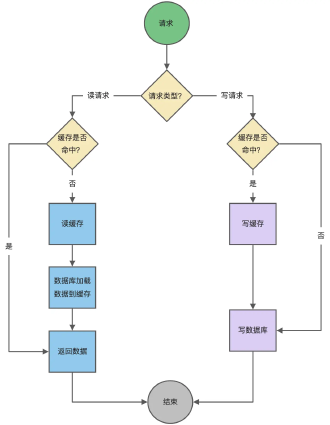 请求
请求类型?
读请求
写请求
缓存是否
命中?
缓存是否
命中?
否
是
是
否
读缓存
写缓存
数据库加载
数据到缓存
返回数据
写数据库
结束